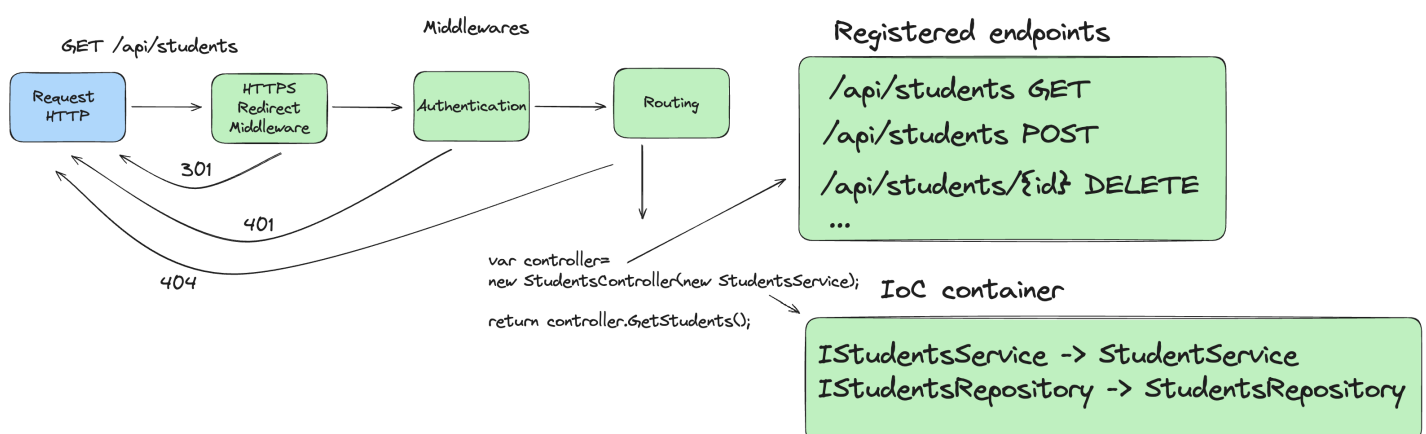 GET /api/students
Middlewares
Request
HTTP
HTTPS
Redirect
Middleware
Authentication
Routing
301
401
404
var controller=
new StudentsController(new StudentsService);
return controller.GetStudents();
Registered endpoints
/api/students GET
/api/students POST
/api/students/{id} DELETE
...
IoC container
IStudentsService -> StudentService
IStudentsRepository -> StudentsRepository